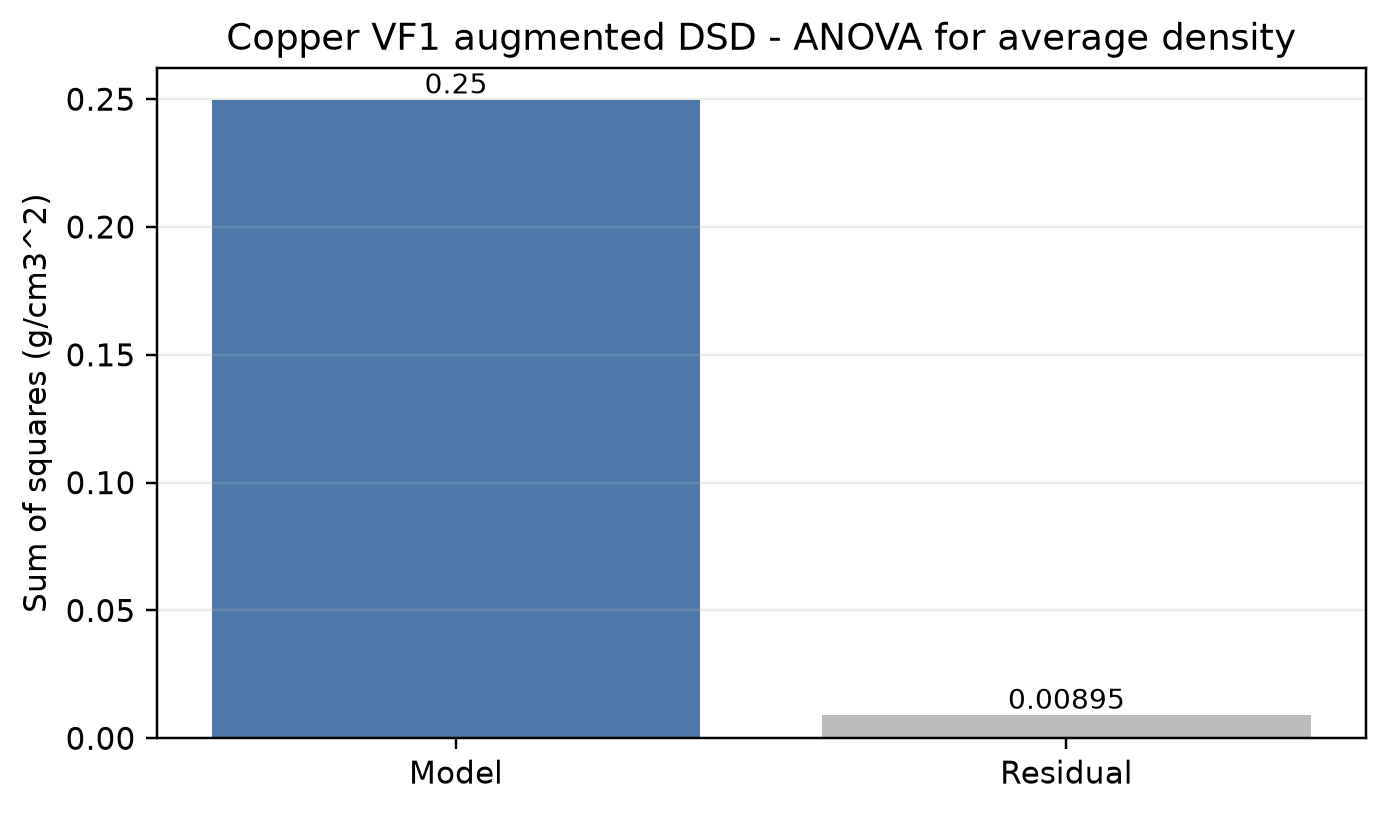 Copper VF1 augmented DSD - ANOVA for average density
Sum of squares (g/cm3^2)
0.25
0.20
0.15
0.10
0.05
0.00
0.25
0.00895
Model
Residual